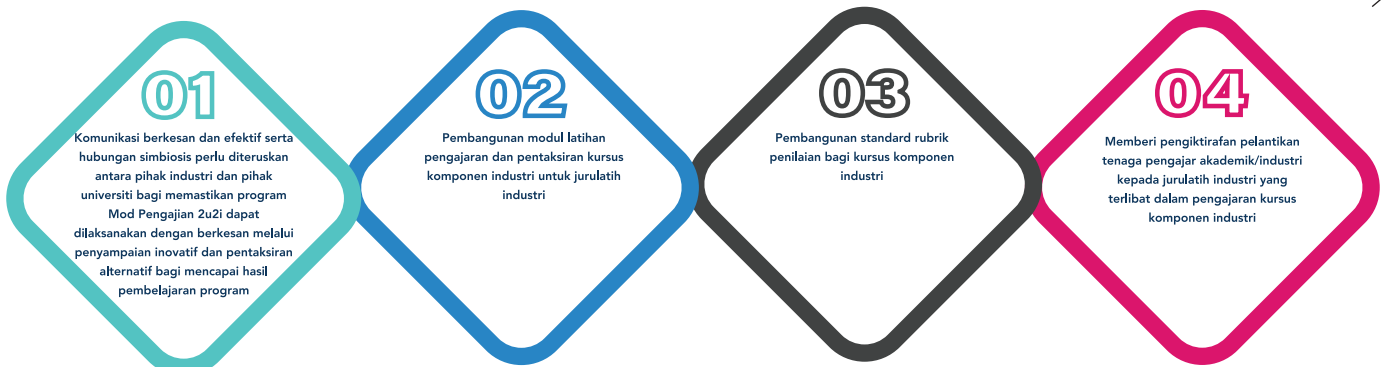 01
Komunikasi berkesan dan efektif serta
hubungan simbiosis perlu diteruskan
antara pihak industri dan pihak
universiti bagi memastikan program
Mod Pengajian 2u2i dapat
dilaksanakan dengan berkesan melalui
penyampaian inovatif dan pentaksiran
alternatif bagi mencapai hasil
pembelajaran program
02
Pembangunan modul latihan
pengajaran dan pentaksiran kursus
komponen industri untuk jurulatih
industri
03
Pembangunan standard rubrik
penilaian bagi kursus komponen
industri
04
Memberi pengiktirafan pelantikan
tenaga pengajar akademik/industri
kepada jurulatih industri yang
terlibat dalam pengajaran kursus
komponen industri